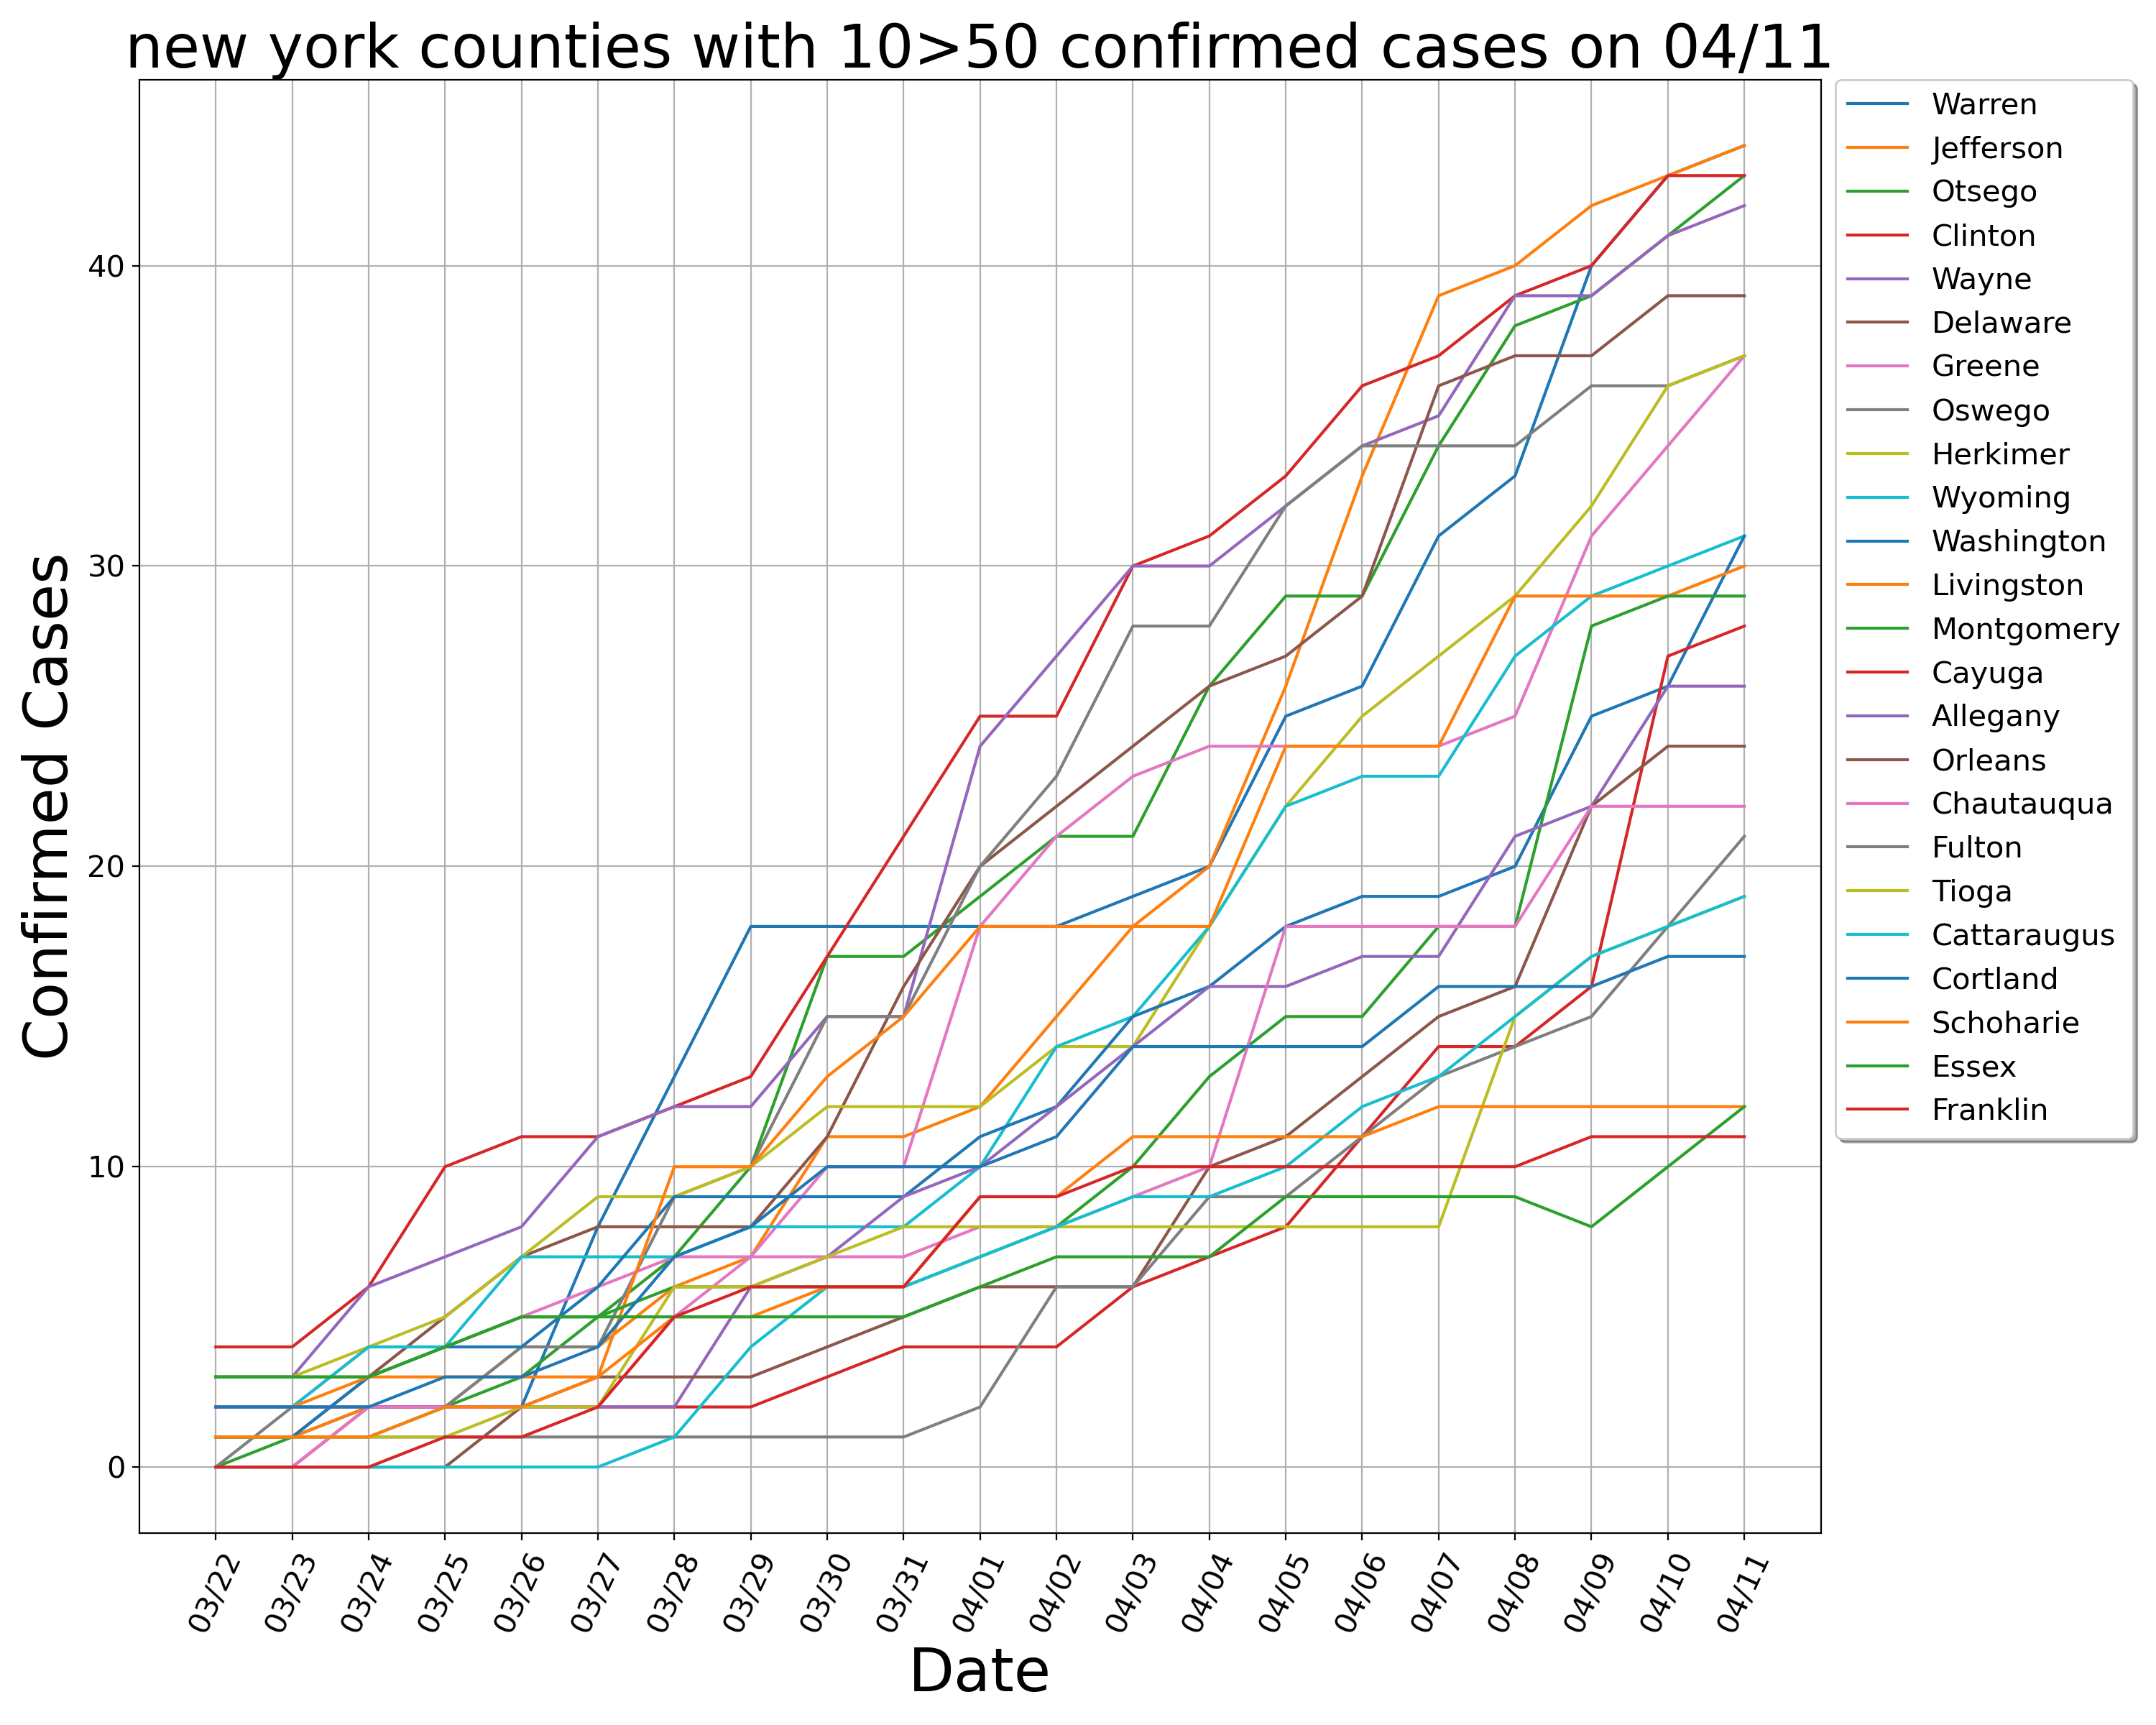 new york counties with 10>50 confirmed cases on 04/11
Confirmed Cases
40
30
20
10
0
03/22
03/23
03/24
03/25
03/26
03/27
03/28
03/29
03/30
03/31
04/01
04/02
04/03
04/04
04/05
04/06
04/07
04/08
04/09
04/10
04/11
Date
Warren
Jefferson
Otsego
Clinton
Wayne
Delaware
Greene
Oswego
Herkimer
Wyoming
Washington
Livingston
Montgomery
Cayuga
Allegany
Orleans
Chautauqua
Fulton
Tioga
Cattaraugus
Cortland
Schoharie
Essex
Franklin